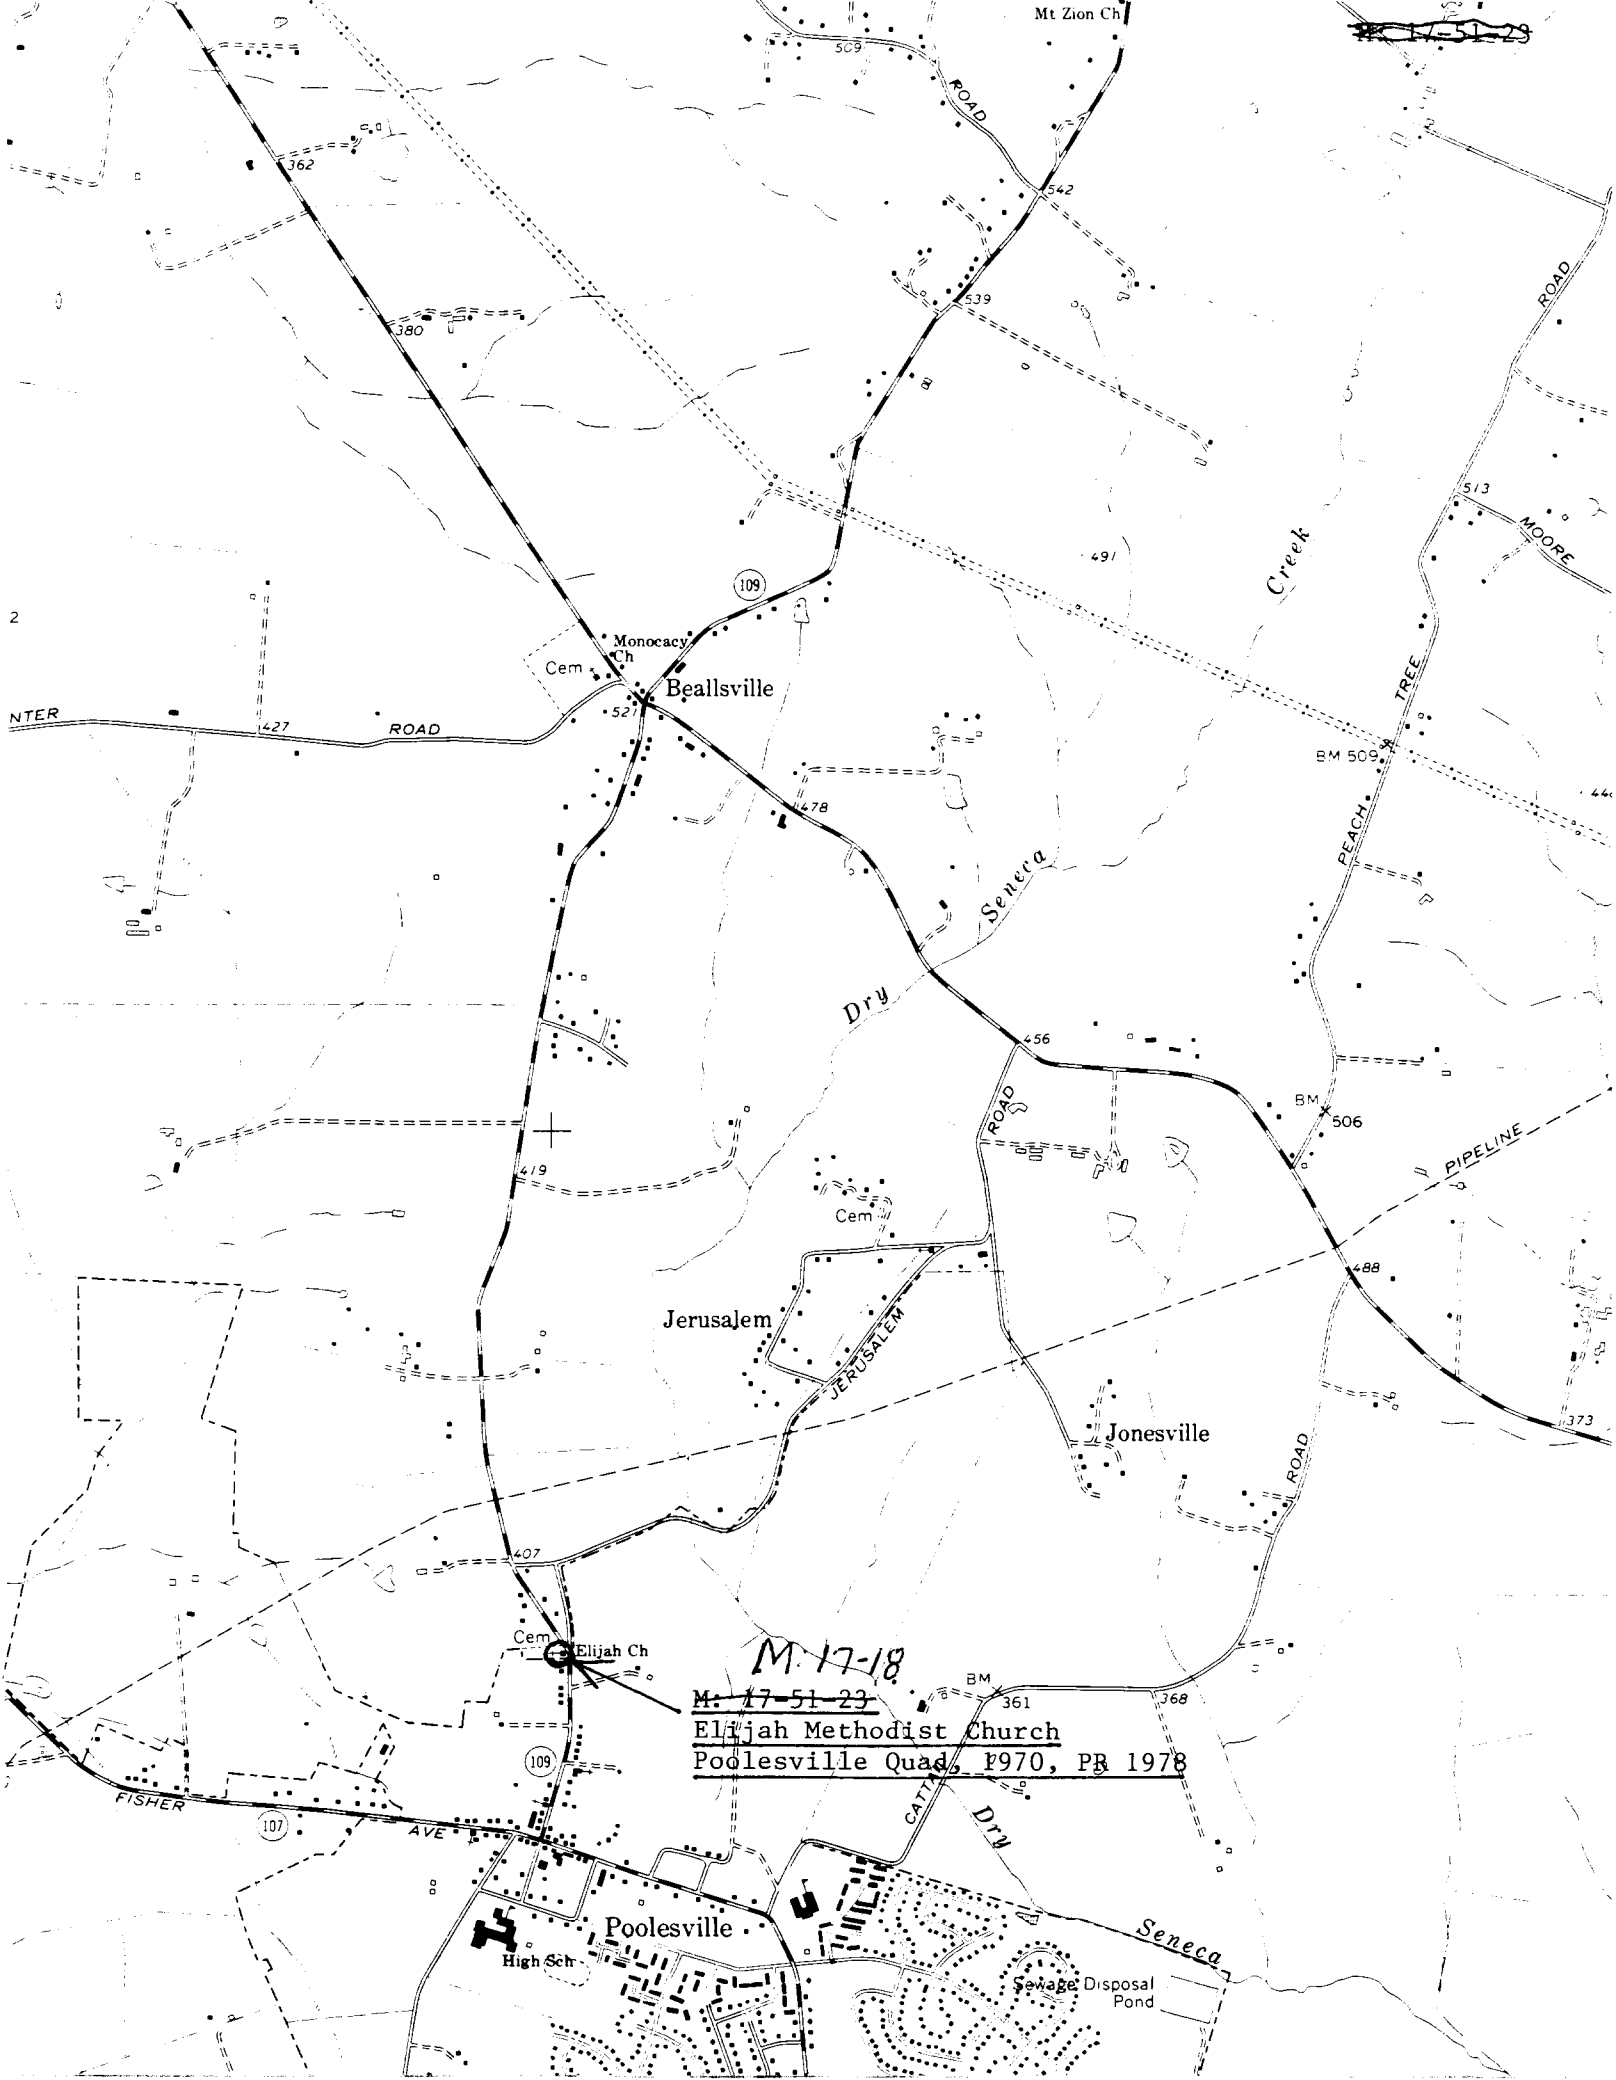 Mt Zion Ch
M: 17-51-23
509
ROAD
362
542
ROAD
539
380
513
MOORE
491
Creek
109
2
Monocacy
Ch
Cem
Beallsville
TREE
521
NTER
427
ROAD
BM 509
478
PEACH
Seneca
Dry
456
ROAD
BM
506
PIPELINE
419
Cem
488
Jerusalem
JERUSALEM
373
Jonesville
ROAD
407
Cem
Elijah Ch
M: 17-18
BM
361
368
M: 17-51-23
Elijah Methodist Church
Poolesville Quad, 1970, PR 1978
109
FISHER
107
AVE
Dry
Poolesville
High Sch
Seneca
Sewage Disposal
Pond